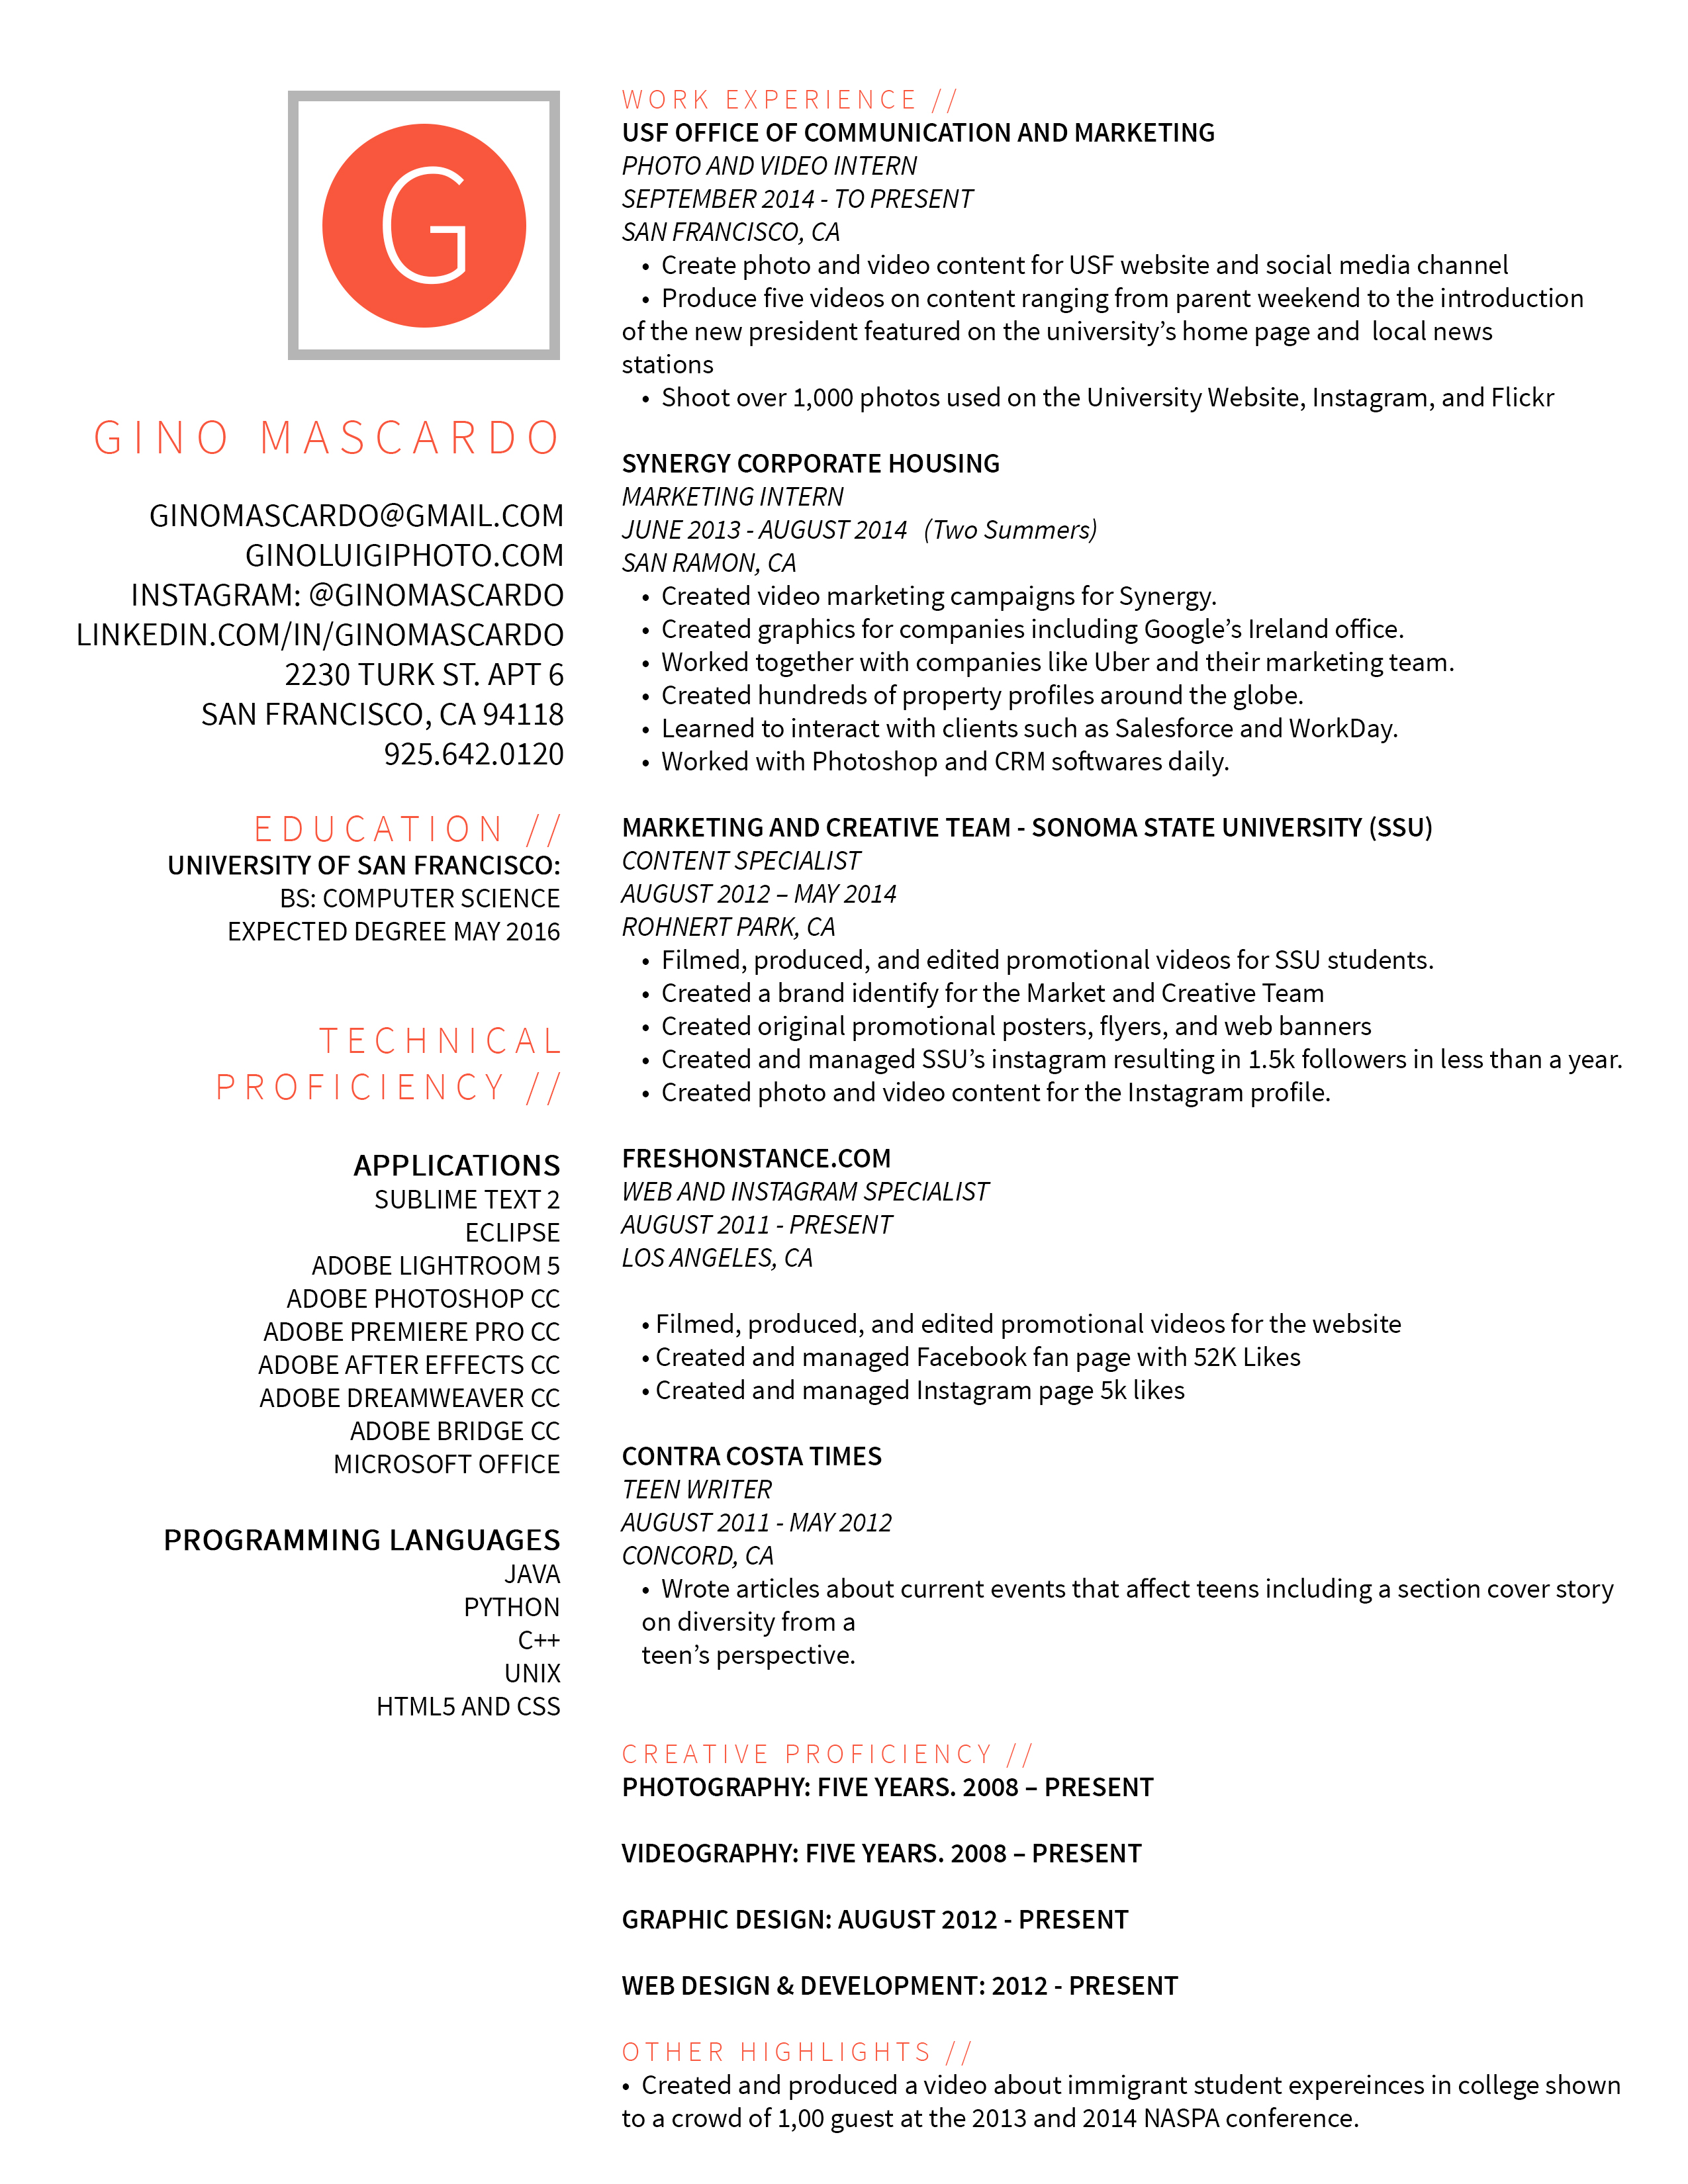 G
GINO MASCARDO
GINOMASCARDO@GMAIL.COM
GINOLUIGIPHOTO.COM
INSTAGRAM: @GINOMASCARDO
LINKEDIN.COM/IN/GINOMASCARDO
2230 TURK ST. APT 6
SAN FRANCISCO, CA 94118
925.642.0120
EDUCATION //
UNIVERSITY OF SAN FRANCISCO:
BS: COMPUTER SCIENCE
EXPECTED DEGREE MAY 2016
TECHNICAL
PROFICIENCY //
APPLICATIONS
SUBLIME TEXT 2
ECLIPSE
ADOBE LIGHTROOM 5
ADOBE PHOTOSHOP CC
ADOBE PREMIERE PRO CC
ADOBE AFTER EFFECTS CC
ADOBE DREAMWEAVER CC
ADOBE BRIDGE CC
MICROSOFT OFFICE
PROGRAMMING LANGUAGES
JAVA
PYTHON
C++
UNIX
HTML5 AND CSS
WORK EXPERIENCE //
USF OFFICE OF COMMUNICATION AND MARKETING
PHOTO AND VIDEO INTERN
SEPTEMBER 2014 - TO PRESENT
SAN FRANCISCO, CA
• Create photo and video content for USF website and social media channel
• Produce five videos on content ranging from parent weekend to the introduction
of the new president featured on the university’s home page and  local news
stations
• Shoot over 1,000 photos used on the University Website, Instagram, and Flickr
SYNERGY CORPORATE HOUSING
MARKETING INTERN
JUNE 2013 - AUGUST 2014  (Two Summers)
SAN RAMON, CA
• Created video marketing campaigns for Synergy.
• Created graphics for companies including Google’s Ireland office.
• Worked together with companies like Uber and their marketing team.
• Created hundreds of property profiles around the globe.
• Learned to interact with clients such as Salesforce and WorkDay.
• Worked with Photoshop and CRM softwares daily.
MARKETING AND CREATIVE TEAM - SONOMA STATE UNIVERSITY (SSU)
CONTENT SPECIALIST
AUGUST 2012 – MAY 2014
ROHNERT PARK, CA
• Filmed, produced, and edited promotional videos for SSU students.
• Created a brand identify for the Market and Creative Team
• Created original promotional posters, flyers, and web banners
• Created and managed SSU’s instagram resulting in 1.5k followers in less than a year.
• Created photo and video content for the Instagram profile.
FRESHONSTANCE.COM
WEB AND INSTAGRAM SPECIALIST
AUGUST 2011 - PRESENT
LOS ANGELES, CA
• Filmed, produced, and edited promotional videos for the website
• Created and managed Facebook fan page with 52K Likes
• Created and managed Instagram page 5k likes
CONTRA COSTA TIMES
TEEN WRITER
AUGUST 2011 - MAY 2012
CONCORD, CA
• Wrote articles about current events that affect teens including a section cover story
on diversity from a
teen’s perspective.
CREATIVE PROFICIENCY //
PHOTOGRAPHY: FIVE YEARS. 2008 – PRESENT
VIDEOGRAPHY: FIVE YEARS. 2008 – PRESENT
GRAPHIC DESIGN: AUGUST 2012 - PRESENT
WEB DESIGN & DEVELOPMENT: 2012 - PRESENT
OTHER HIGHLIGHTS //
• Created and produced a video about immigrant student expereinces in college shown
to a crowd of 1,00 guest at the 2013 and 2014 NASPA conference.